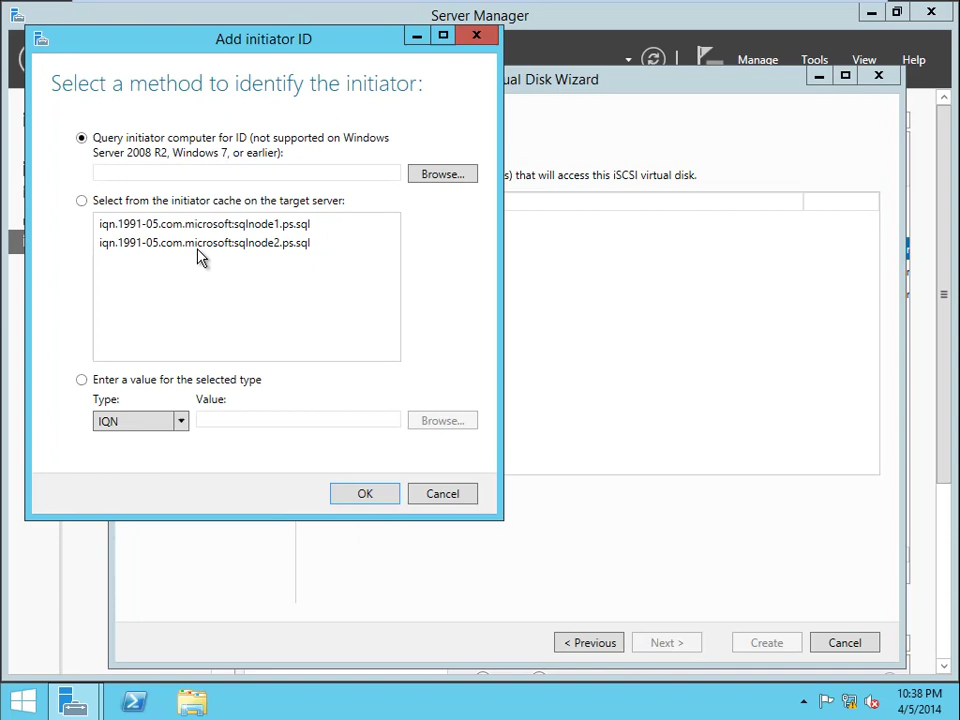 Server Manager
Add initiator ID
Manage
Tools
View
Help
Select a method to identify the initiator:
ual Disk Wizard
Query initiator computer for ID (not supported on Windows
Server 2008 R2, Windows 7, or earlier):
Browse...
s) that will access this iSCSI virtual disk.
Select from the initiator cache on the target server:
iqn.1991-05.com.microsoft:sqlnode1.ps.sql
iqn.1991-05.com.microsoft:sqlnode2.ps.sql
Enter a value for the selected type
Type:
Value:
IQN
Browse...
OK
Cancel
< Previous
Next >
Create
Cancel
10:38 PM
4/5/2014